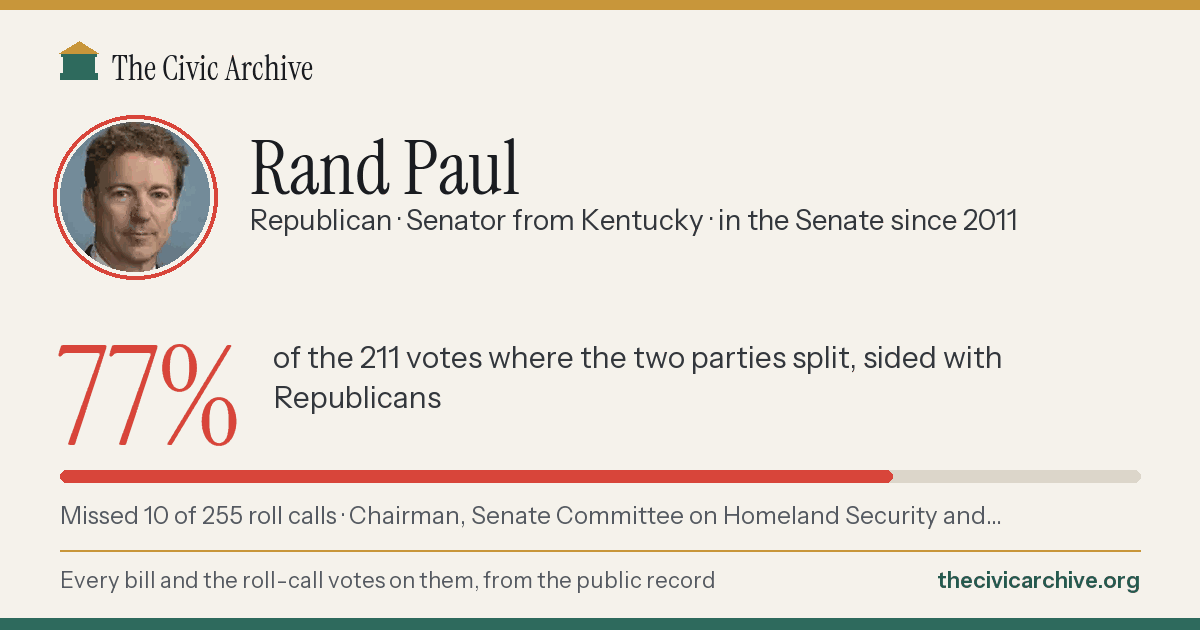 The Civic Archive
Rand Paul
Republican · Senator from Kentucky · in the Senate since 2011
77%
of the 211 votes where the two parties split, sided with
Republicans
Missed 10 of 255 roll calls · Chairman, Senate Committee on Homeland Security and...
Every bill and the roll-call votes on them, from the public record
thecivicarchive.org